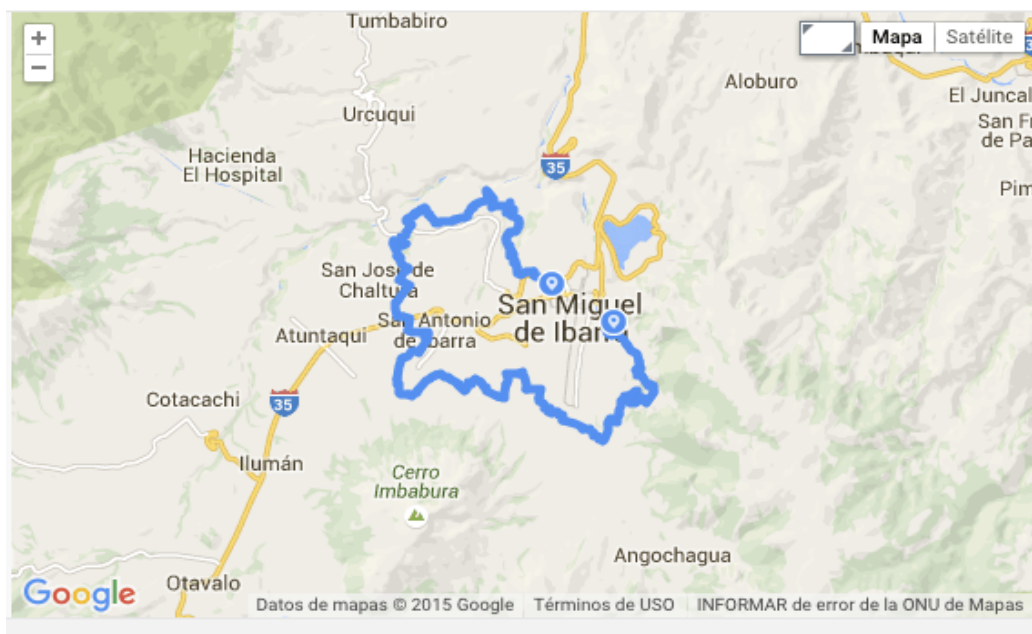 Tumbabiro
+
−
Mapa
Satélite
Aloburo
El Juncal
Urcuqui
San Fr
de Pa
35
Hacienda
El Hospital
Pim
San José de
Chaltura
San Miguel
de Ibarra
San Antonio
de Ibarra
Atuntaqui
Cotacachi
35
Ilumán
Cerro
Imbabura
Angochagua
Otavalo
Google
Datos de mapas © 2015 Google
Términos de USO
INFORMAR de error de la ONU de Mapas